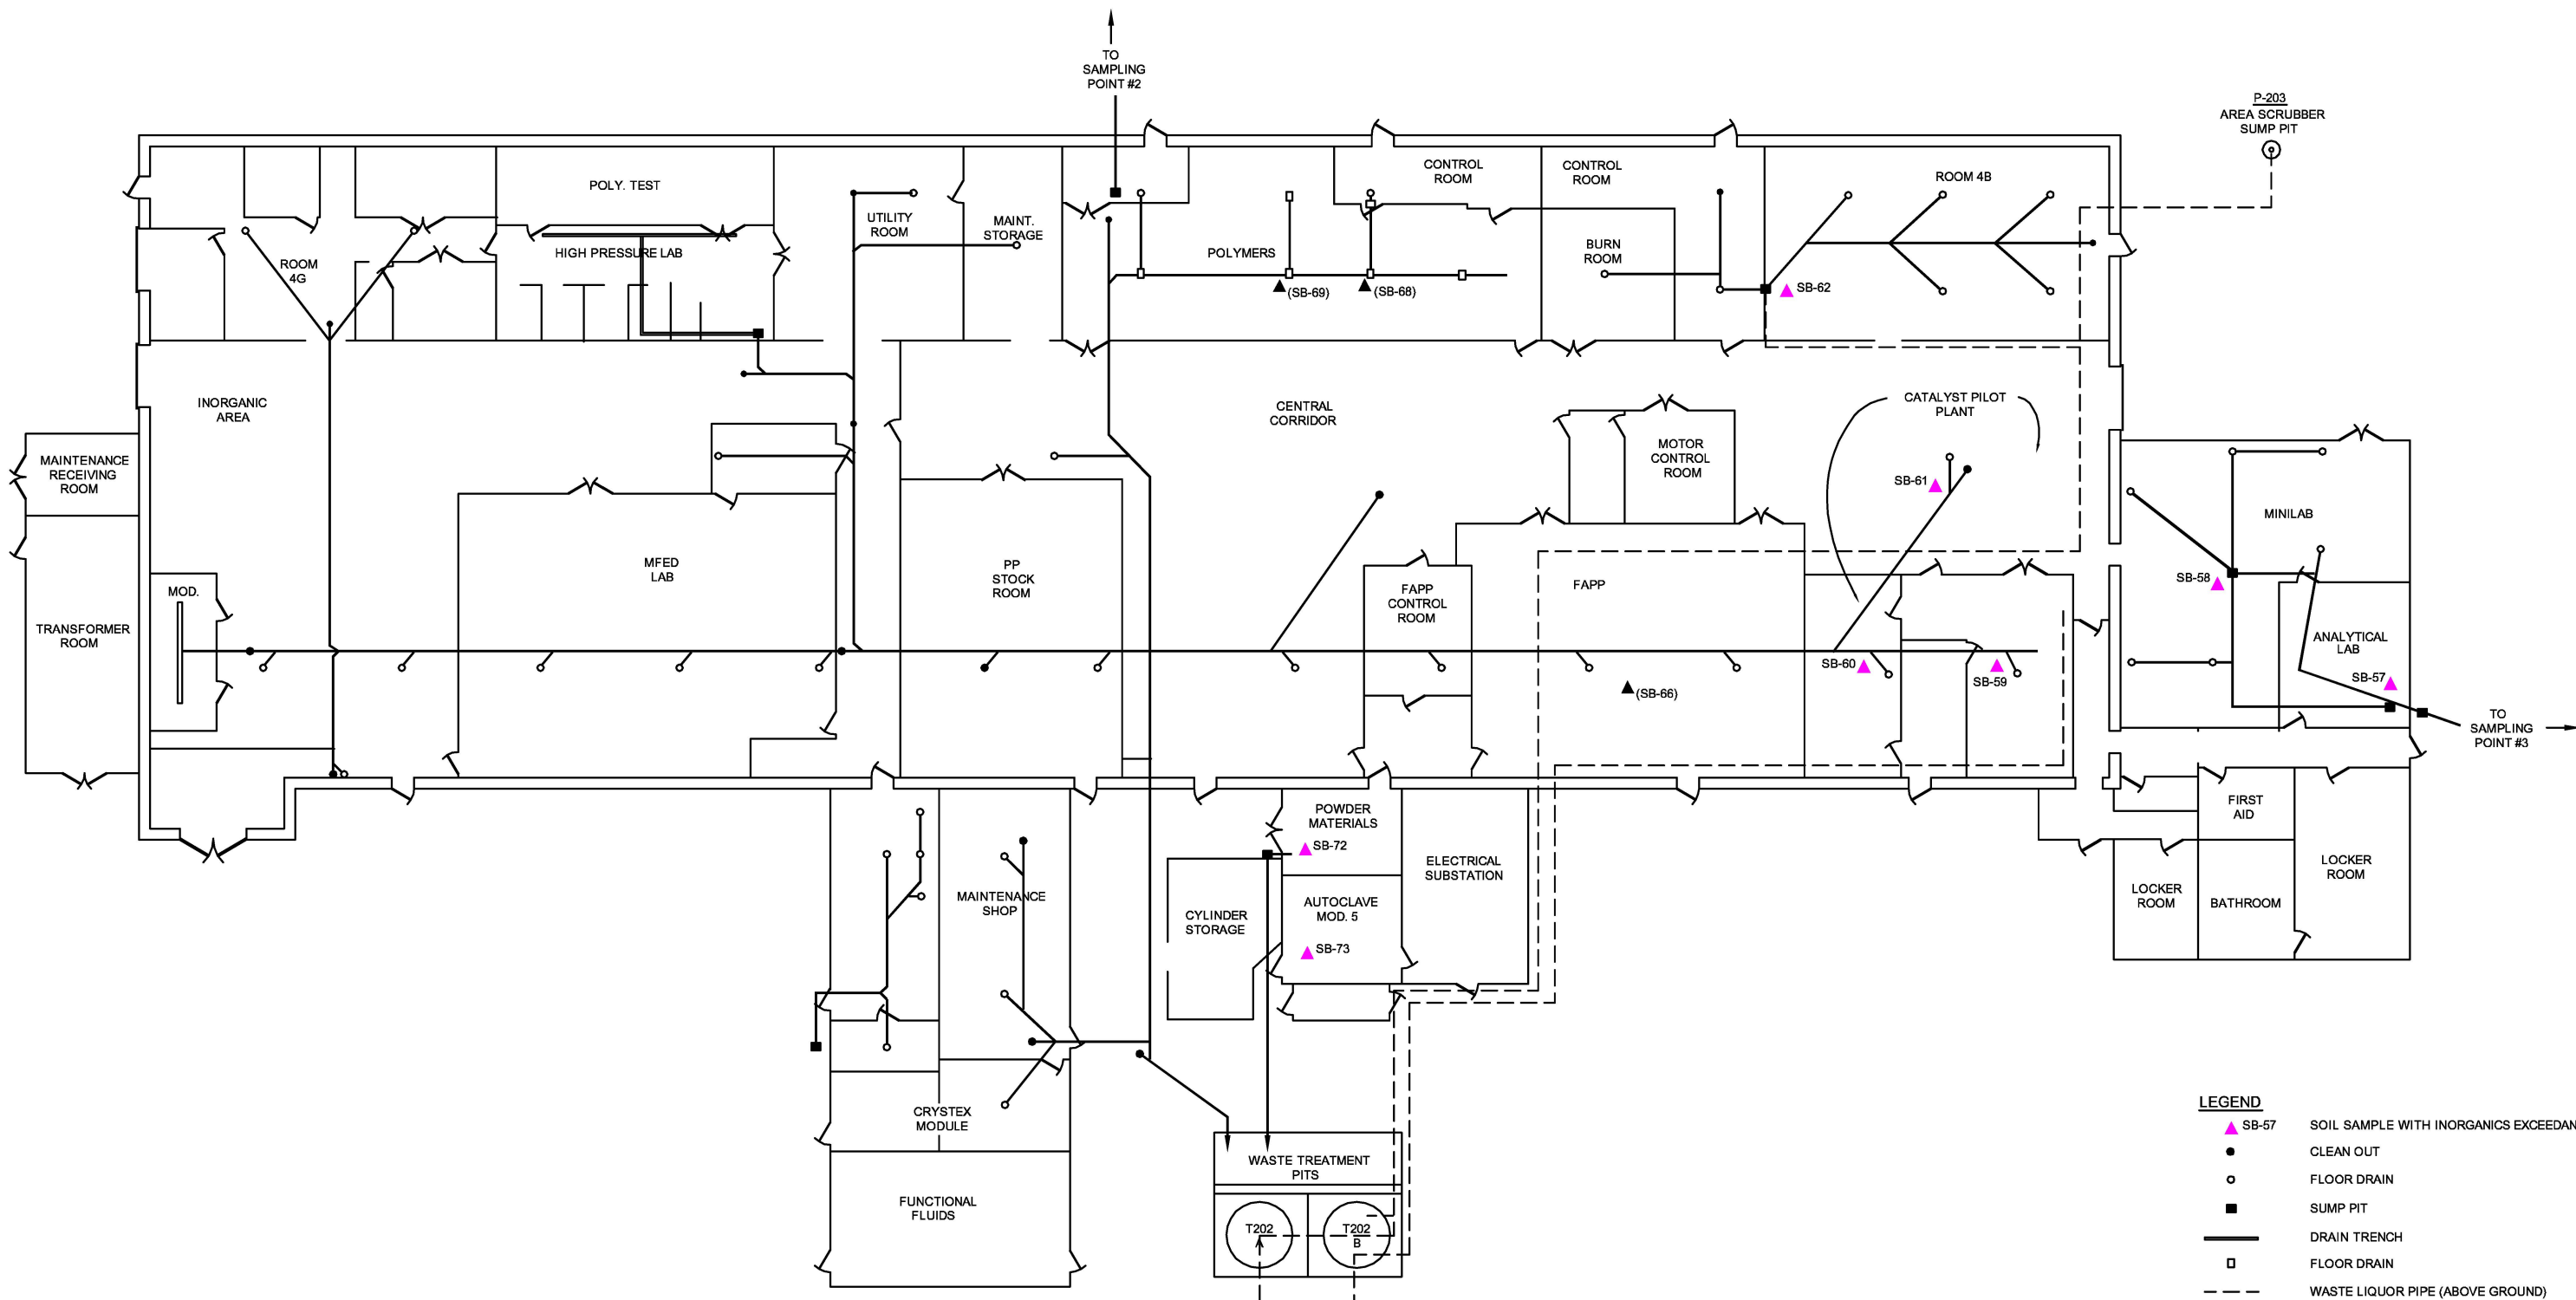 TO
SAMPLING
POINT #2
P-203
AREA SCRUBBER
SUMP PIT
POLY. TEST
CONTROL
ROOM
CONTROL
ROOM
ROOM 4B
UTILITY
ROOM
MAINT.
STORAGE
ROOM
4G
HIGH PRESSURE LAB
POLYMERS
BURN
ROOM
(SB-69)
(SB-68)
SB-62
INORGANIC
AREA
CENTRAL
CORRIDOR
CATALYST PILOT
PLANT
MAINTENANCE
RECEIVING
ROOM
MOTOR
CONTROL
ROOM
SB-61
MINILAB
MFED
LAB
PP
STOCK
ROOM
FAPP
CONTROL
ROOM
FAPP
SB-58
MOD.
TRANSFORMER
ROOM
ANALYTICAL
LAB
SB-60
SB-59
SB-57
(SB-66)
TO
SAMPLING
POINT #3
POWDER
MATERIALS
SB-72
FIRST
AID
ELECTRICAL
SUBSTATION
LOCKER
ROOM
MAINTENANCE
SHOP
CYLINDER
STORAGE
AUTOCLAVE
MOD. 5
LOCKER
ROOM
BATHROOM
SB-73
CRYSTEX
MODULE
WASTE TREATMENT
PITS
FUNCTIONAL
FLUIDS
T202
T202
B
LEGEND
SB-57 SOIL SAMPLE WITH INORGANICS EXCEEDAN
CLEAN OUT
FLOOR DRAIN
SUMP PIT
DRAIN TRENCH
FLOOR DRAIN
WASTE LIQUOR PIPE (ABOVE GROUND)